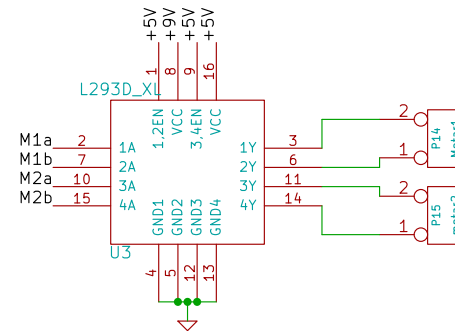 +5V +9V +5V +5V
1 8 9 16
L293D_XL
1,2EN VCC 3,4EN VCC
M1a 2 1A 1Y 3 2 P14 Motor1
M1b 7 2A 2Y 6 1
M2a 10 3A 3Y 11 2 P15 motor2
M2b 15 4A 4Y 14 1
GND1 GND2 GND3 GND4
U3
4 5 12 13